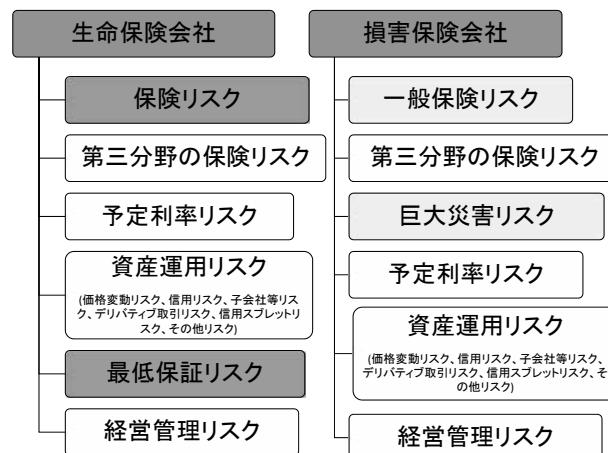 生命保険会社
保険リスク
第三分野の保険リスク
予定利率リスク
資産運用リスク
(価格変動リスク、信用リスク、子会社等リス
ク、デリバティブ取引リスク、信用スプレットリ
スク、その他リスク)
最低保証リスク
経営管理リスク
損害保険会社
一般保険リスク
第三分野の保険リスク
巨大災害リスク
予定利率リスク
資産運用リスク
(価格変動リスク、信用リスク、子会社等リスク、
デリバティブ取引リスク、信用スプレットリスク、そ
の他リスク)
経営管理リスク